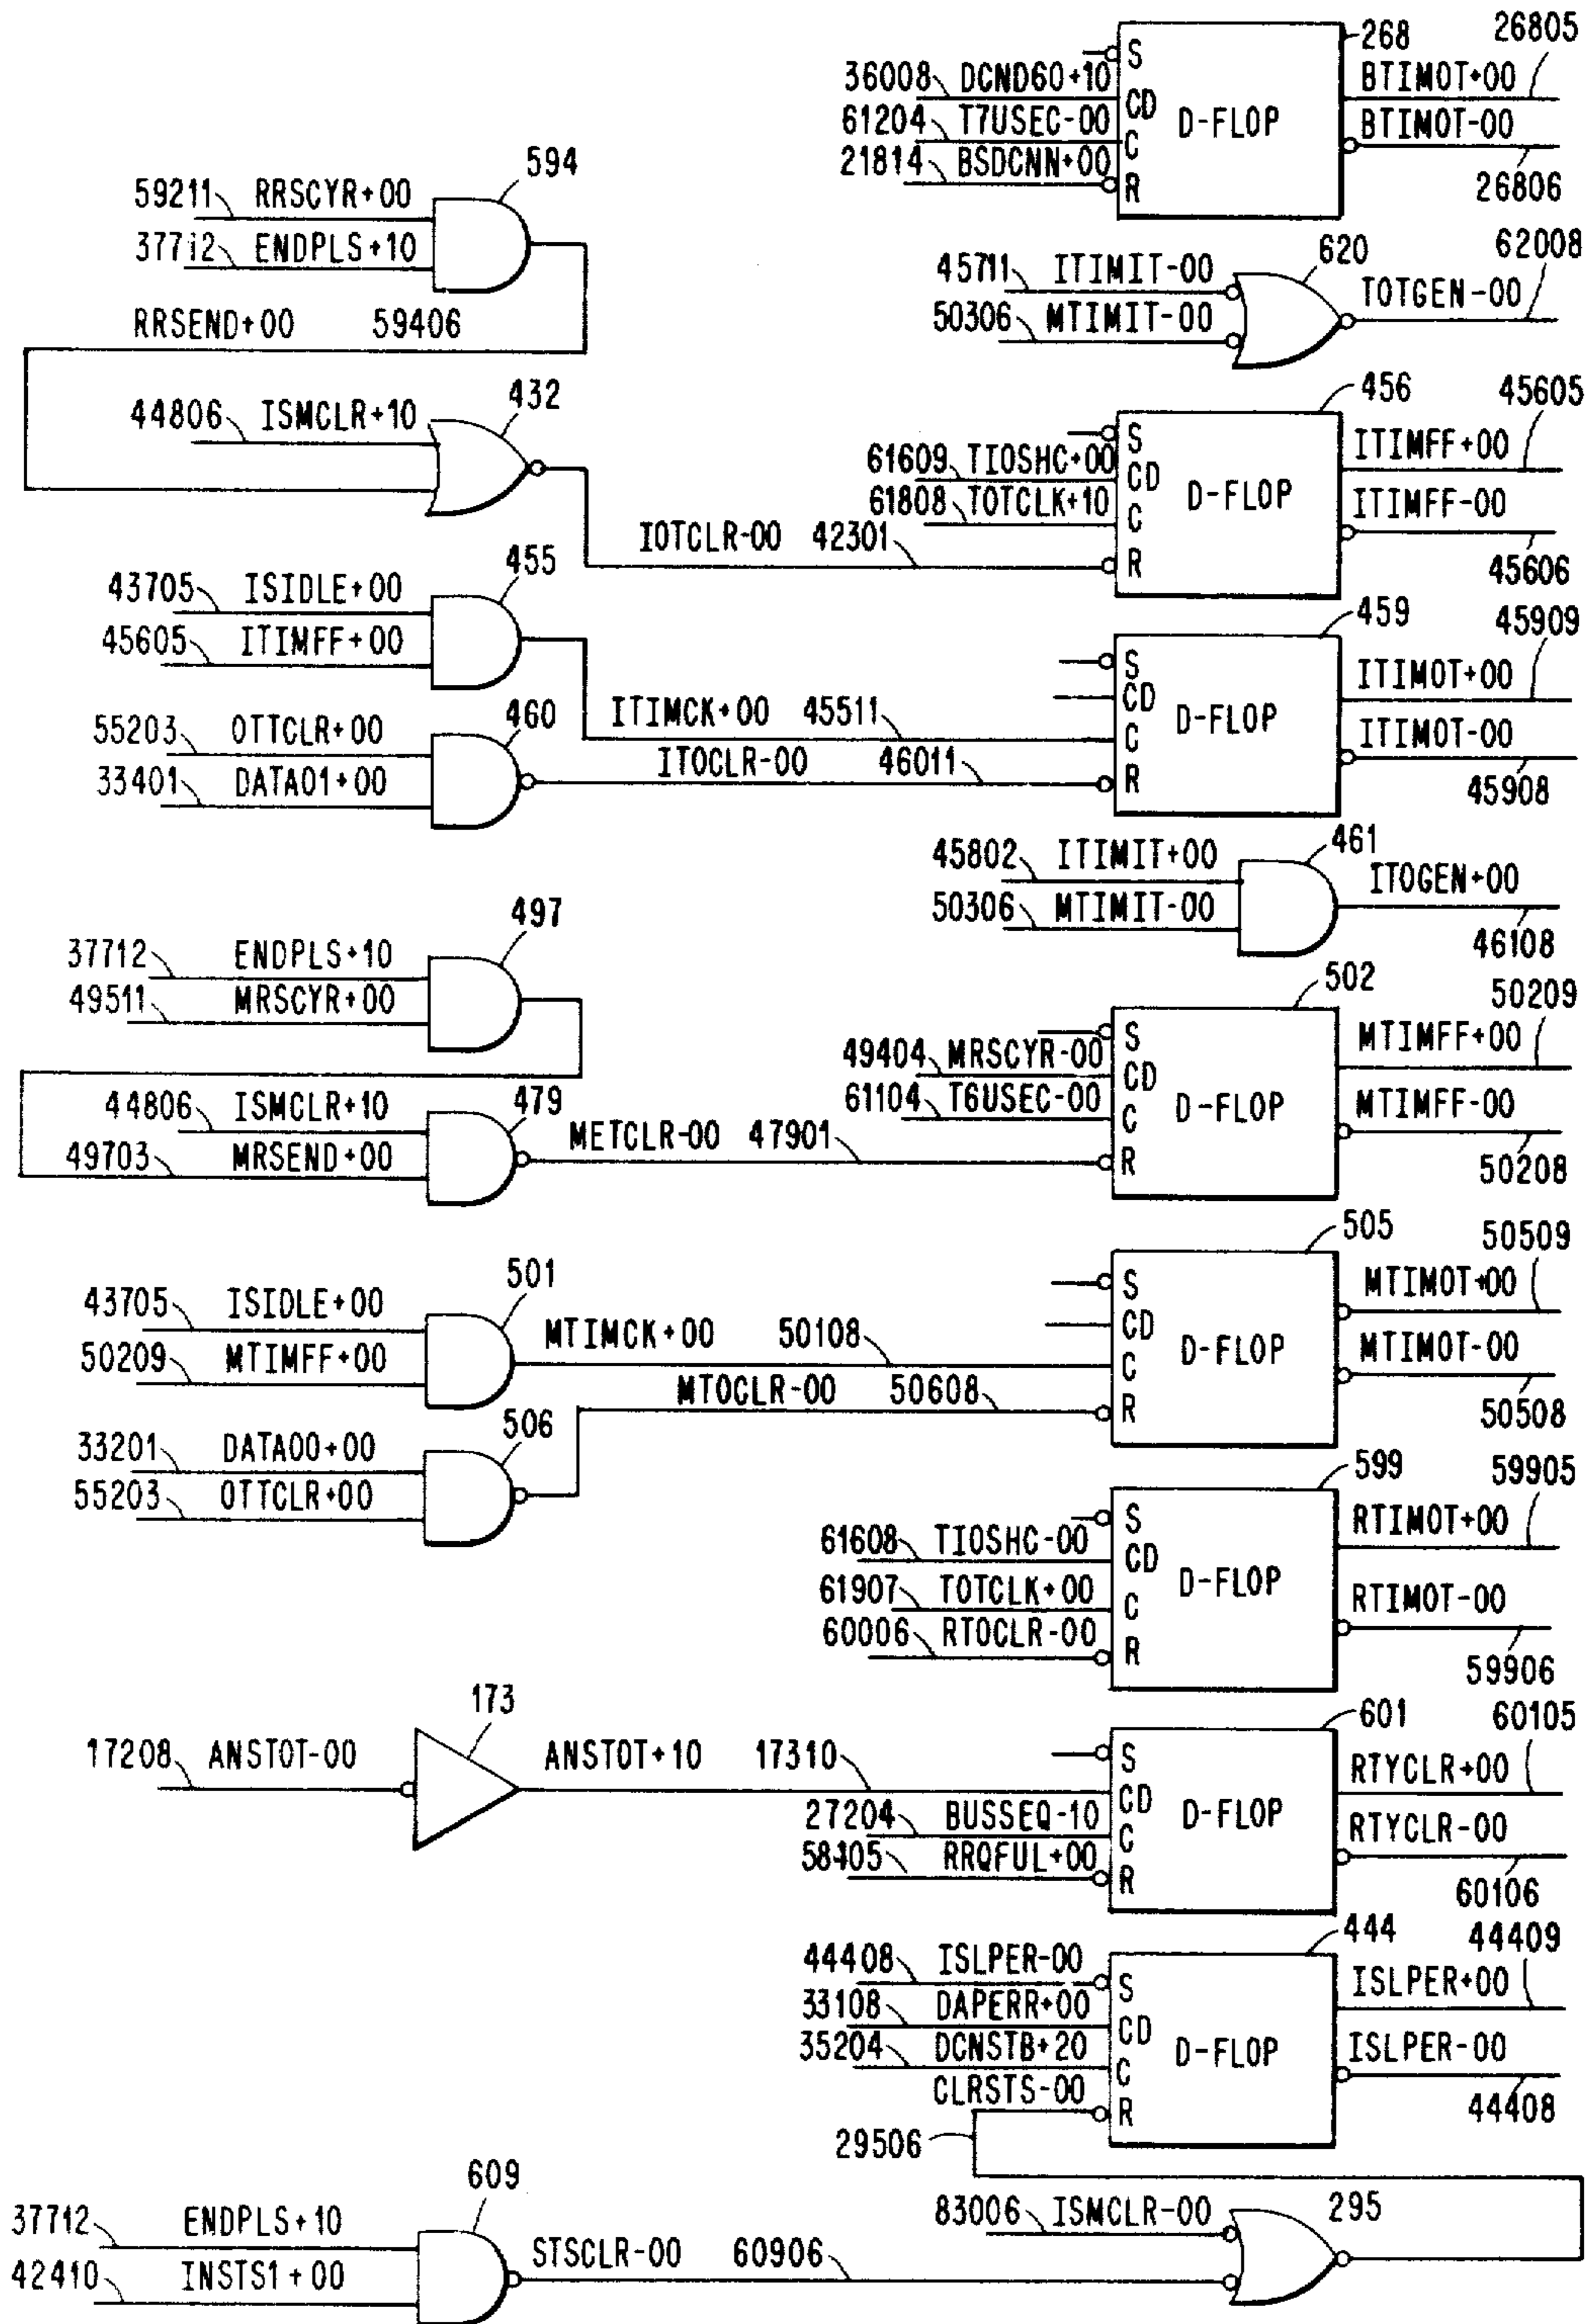 268 26805
S
36008 DCND60+10 CD D-FLOP BTIMOT+00
61204 T7USEC-00 C BTIMOT-00
21814 BSDCNN+00 R 26806
594
59211 RRSCYR+00
37712 ENDPLS+10
RRSEND+00 59406
620 62008
45711 ITIMIT-00 TOTGEN-00
50306 MTIMIT-00
432
44806 ISMCLR+10
456 45605
S ITIMFF+00
61609 TIOSHC+00 CD D-FLOP
61808 TOTCLK+10 C ITIMFF-00
IOTCLR-00 42301 R 45606
455
43705 ISIDLE+00
45605 ITIMFF+00
459 45909
S
CD D-FLOP ITIMOT+00
ITIMCK+00 45511 C ITIMOT-00
460
55203 OTTCLR+00
33401 DATA01+00
ITOCLR-00 46011 R 45908
461
45802 ITIMIT+00 ITOGEN+00
50306 MTIMIT-00 46108
497
37712 ENDPLS+10
49511 MRSCYR+00
502 50209
S MTIMFF+00
49404 MRSCYR-00 CD D-FLOP
61104 T6USEC-00 C MTIMFF-00
479
44806 ISMCLR+10
49703 MRSEND+00
METCLR-00 47901 R 50208
505 50509
S MTIMOT+00
CD D-FLOP
501
43705 ISIDLE+00
50209 MTIMFF+00
MTIMCK+00 50108 C MTIMOT-00
MTOCLR-00 50608 R 50508
506
33201 DATA00+00
55203 OTTCLR+00
599 59905
S RTIMOT+00
61608 TIOSHC-00 CD D-FLOP
61907 TOTCLK+00 C RTIMOT-00
60006 RTOCLR-00 R 59906
173
17208 ANSTOT-00
601 60105
S RTYCLR+00
ANSTOT+10 17310 CD D-FLOP
27204 BUSSEQ-10 C RTYCLR-00
58405 RRQFUL+00 R 60106
444 44409
44408 ISLPER-00 S ISLPER+00
33108 DAPERR+00 CD D-FLOP
35204 DCNSTB+20 C ISLPER-00
CLRSTS-00 R 44408
29506
609
37712 ENDPLS+10
42410 INSTS1+00
STSCLR-00 60906
83006 ISMCLR-00 295